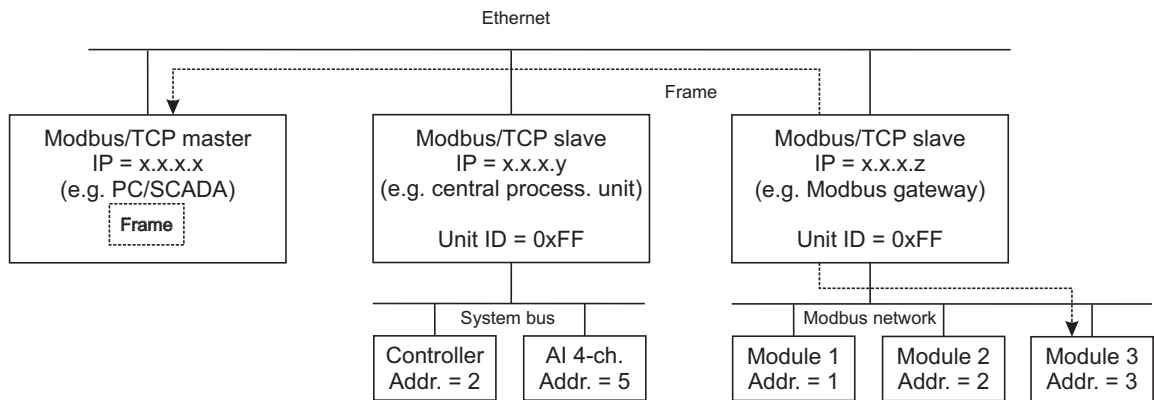 Ethernet
Frame
Modbus/TCP master
IP = x.x.x.x
(e.g. PC/SCADA)
Frame
Modbus/TCP slave
IP = x.x.x.y
(e.g. central process. unit)
Unit ID = 0xFF
Modbus/TCP slave
IP = x.x.x.z
(e.g. Modbus gateway)
Unit ID = 0xFF
System bus
Controller
Addr. = 2
AI 4-ch.
Addr. = 5
Modbus network
Module 1
Addr. = 1
Module 2
Addr. = 2
Module 3
Addr. = 3